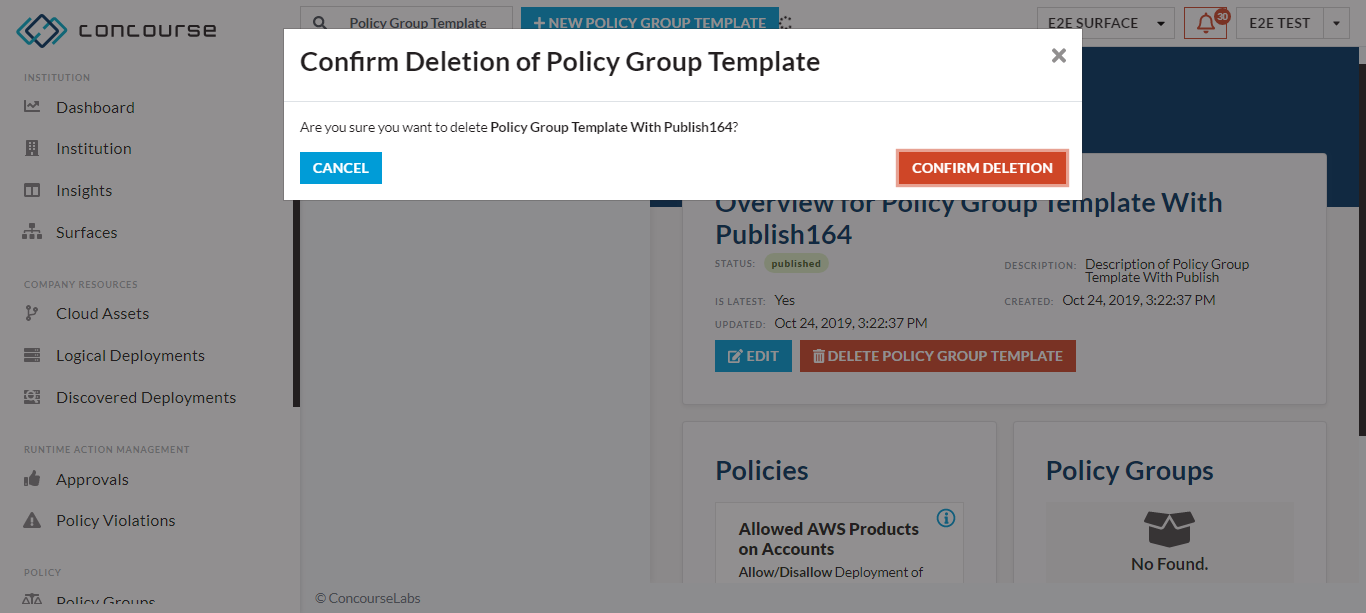 concourse
Policy Group Template
NEW POLICY GROUP TEMPLATE
E2E SURFACE
30
E2E TEST
Confirm Deletion of Policy Group Template
×
Are you sure you want to delete Policy Group Template With Publish164?
CANCEL
CONFIRM DELETION
INSTITUTION
Dashboard
Institution
Insights
Surfaces
COMPANY RESOURCES
Cloud Assets
Logical Deployments
Discovered Deployments
RUNTIME ACTION MANAGEMENT
Approvals
Policy Violations
POLICY
Policy Groups
Overview for Policy Group Template With
Publish164
STATUS: published
DESCRIPTION: Description of Policy Group
Template With Publish
IS LATEST: Yes
CREATED: Oct 24, 2019, 3:22:37 PM
UPDATED: Oct 24, 2019, 3:22:37 PM
EDIT
DELETE POLICY GROUP TEMPLATE
Policies
Allowed AWS Products
on Accounts
Allow/Disallow Deployment of
Policy Groups
No Found.
© ConcourseLabs